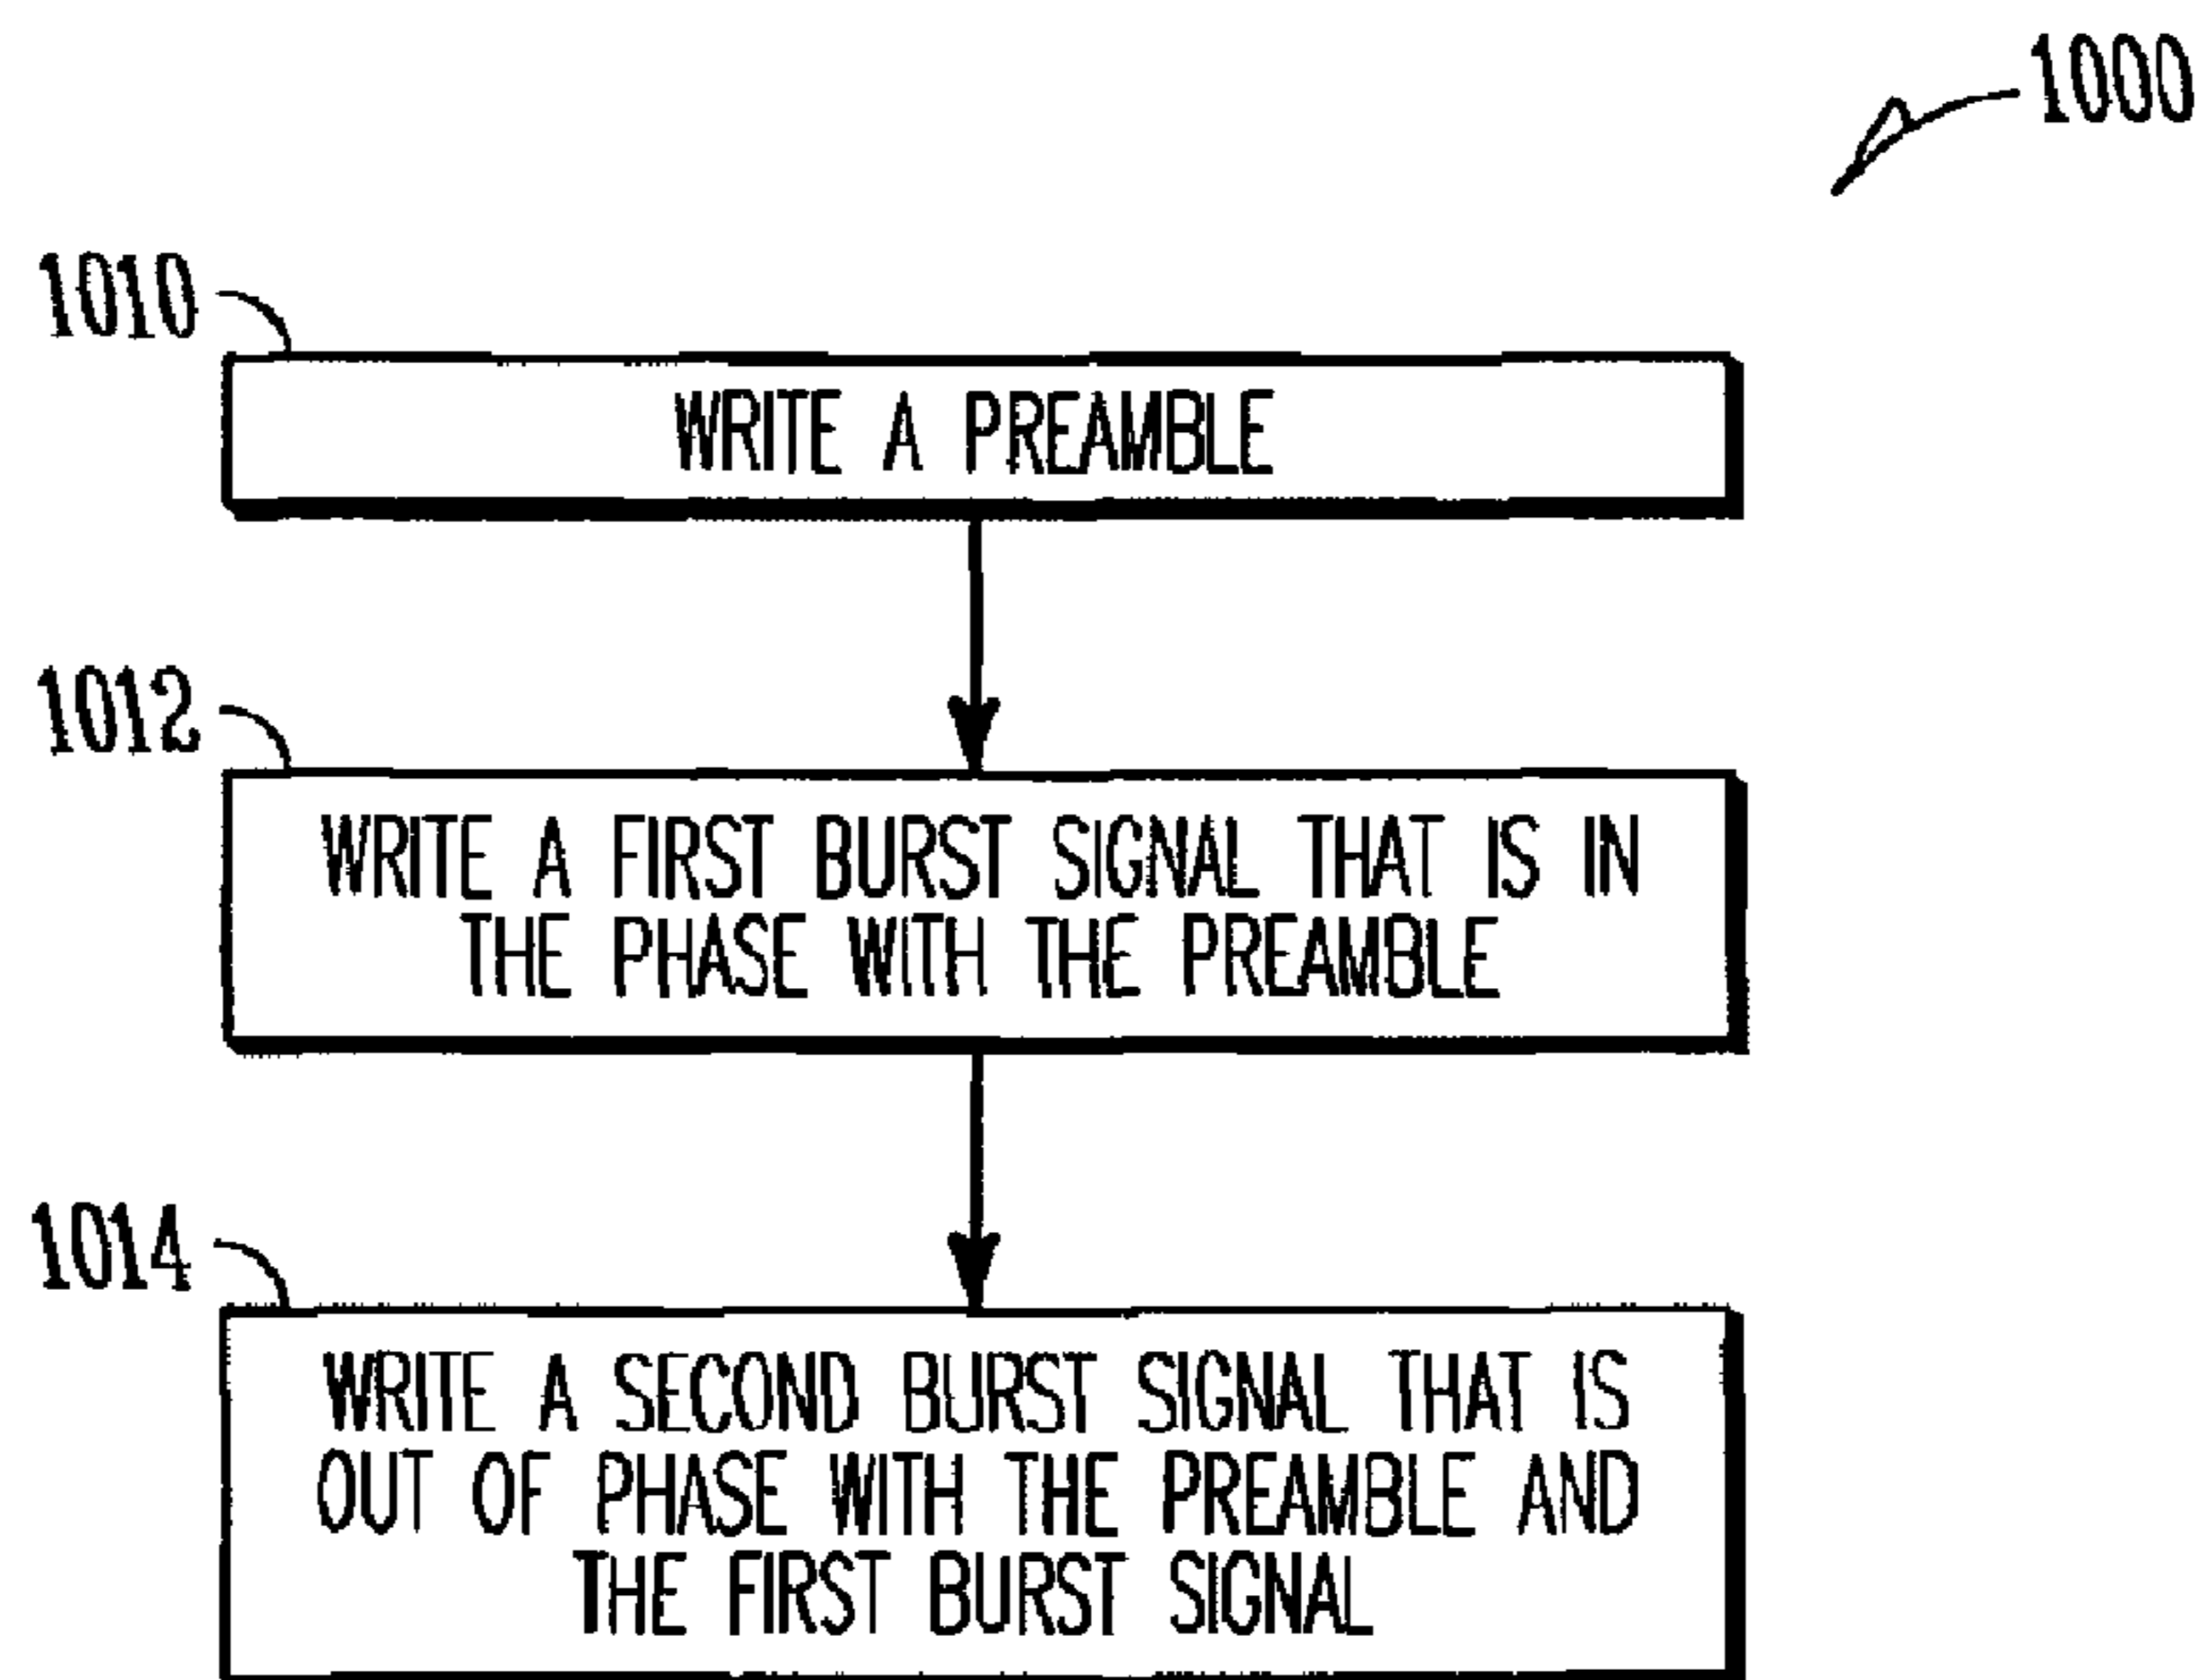 1000
1010
WRITE A PREAMBLE
1012
WRITE A FIRST BURST SIGNAL THAT IS IN
THE PHASE WITH THE PREAMBLE
1014
WRITE A SECOND BURST SIGNAL THAT IS
OUT OF PHASE WITH THE PREAMBLE AND
THE FIRST BURST SIGNAL